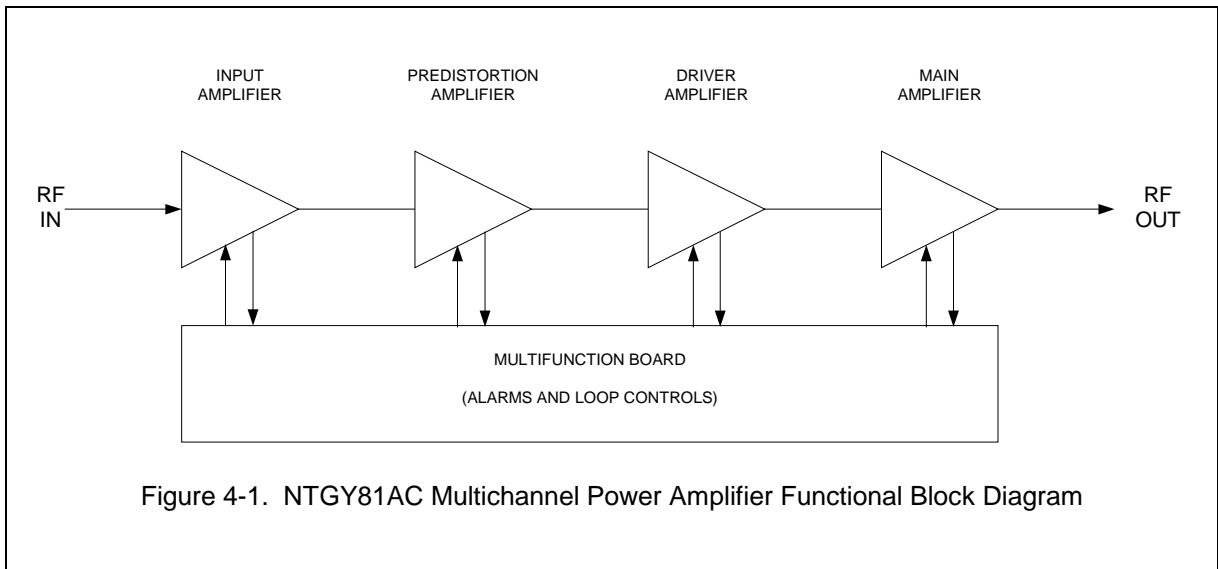 INPUT
AMPLIFIER
PREDISTORTION
AMPLIFIER
DRIVER
AMPLIFIER
MAIN
AMPLIFIER
RF
IN
RF
OUT
MULTIFUNCTION BOARD
(ALARMS AND LOOP CONTROLS)
Figure 4-1. NTGY81AC Multichannel Power Amplifier Functional Block Diagram